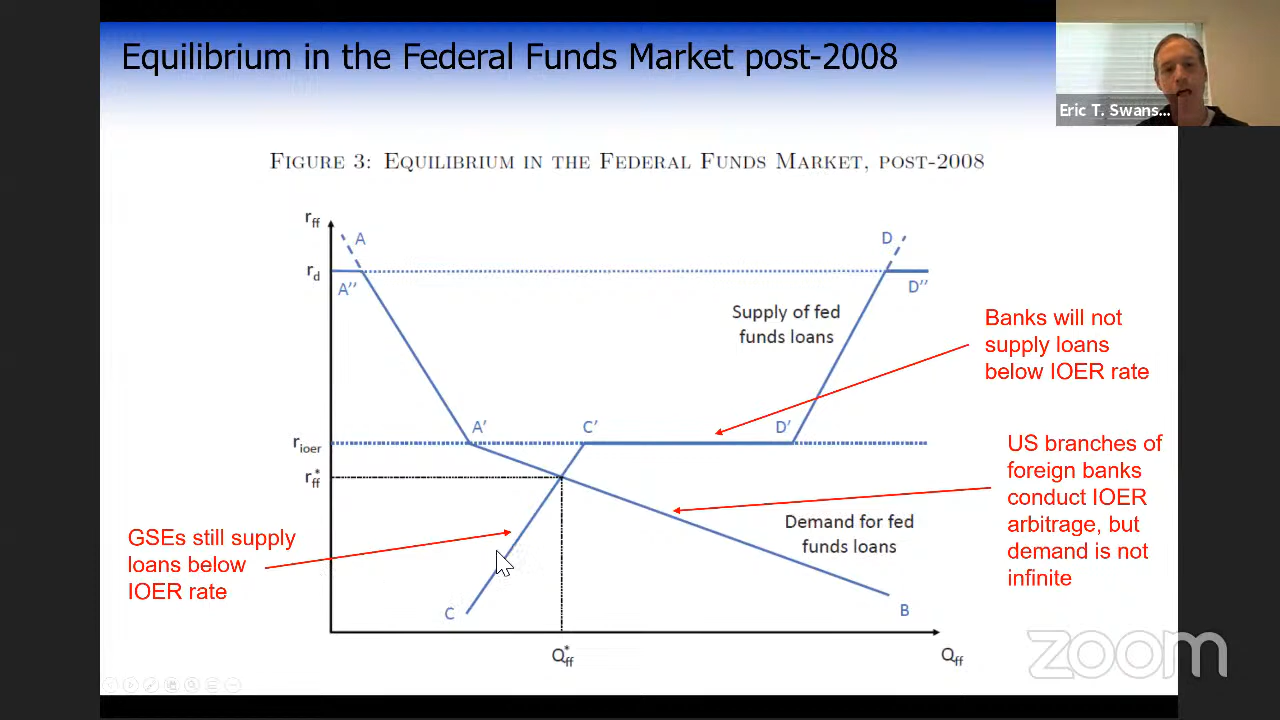 Equilibrium in the Federal Funds Market post-2008
Eric T. Swans...
FIGURE 3: EQUILIBRIUM IN THE FEDERAL FUNDS MARKET, POST-2008
rff
A
D
rd
A''
D''
Supply of fed
funds loans
Banks will not
supply loans
below IOER rate
A'
C'
D'
rioer
r*ff
US branches of
foreign banks
conduct IOER
arbitrage, but
demand is not
infinite
Demand for fed
funds loans
GSEs still supply
loans below
IOER rate
C
B
Q*ff
Qff
zoom